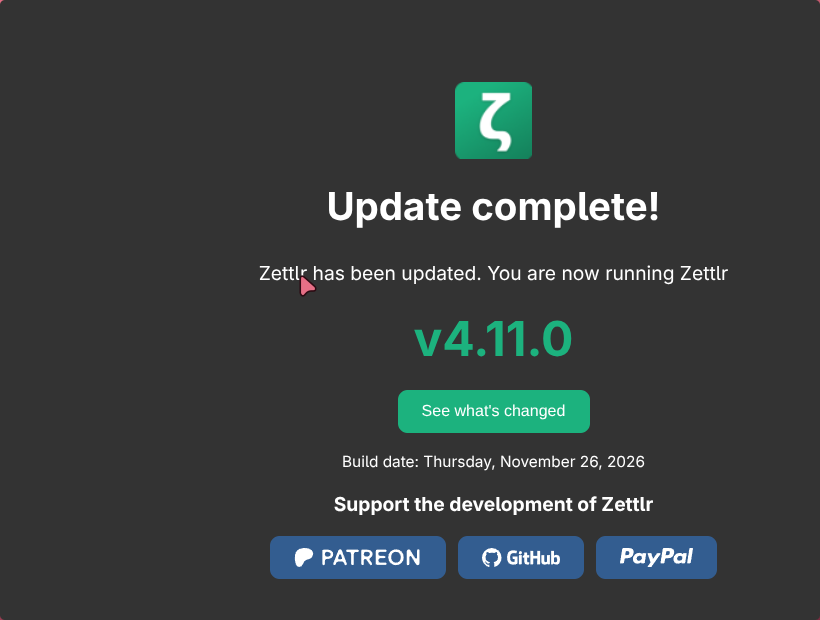 ζ
Update complete!
Zettlr has been updated. You are now running Zettlr
v4.11.0
See what's changed
Build date: Thursday, November 26, 2026
Support the development of Zettlr
PATREON
GitHub
PayPal